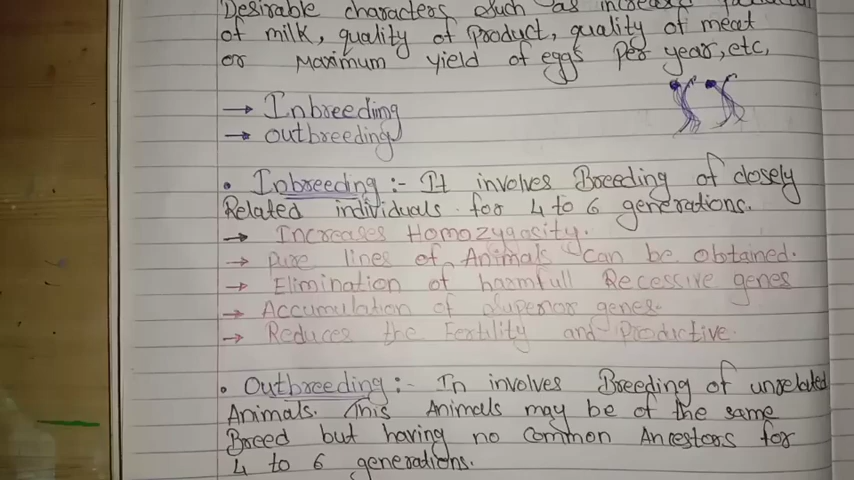 Desirable characters such as increase
of milk, quality of Product, quality of meat
or Maximum yield of eggs Per year, etc,
→ Inbreeding
→ outbreeding
• Inbreeding :- It involves Breeding of closely
Related individuals for 4 to 6 generations.
→ Increases Homozygosity.
→ Pure lines of Animals can be obtained.
→ Elimination of harmfull Recessive genes
→ Accumulation of Superior genes.
→ Reduces the Fertility and Productive.
• Outbreeding :- In involves Breeding of unrelated
Animals. This Animals may be of the same
Breed but having no common Ancestors for
4 to 6 generations.